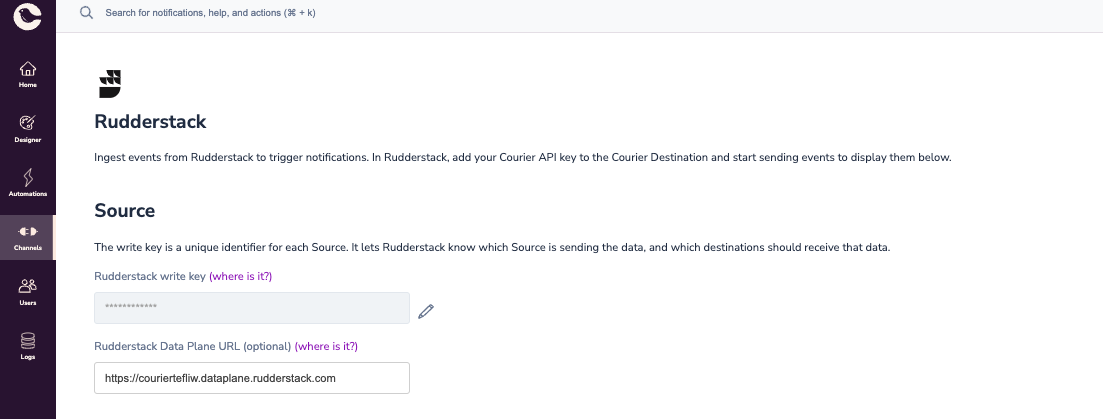 Search for notifications, help, and actions (⌘ + k)
Home
Designer
Automations
Channels
Users
Logs
Rudderstack
Ingest events from Rudderstack to trigger notifications. In Rudderstack, add your Courier API key to the Courier Destination and start sending events to display them below.
Source
The write key is a unique identifier for each Source. It lets Rudderstack know which Source is sending the data, and which destinations should receive that data.
Rudderstack write key (where is it?)
************
Rudderstack Data Plane URL (optional) (where is it?)
https://couriertefliw.dataplane.rudderstack.com